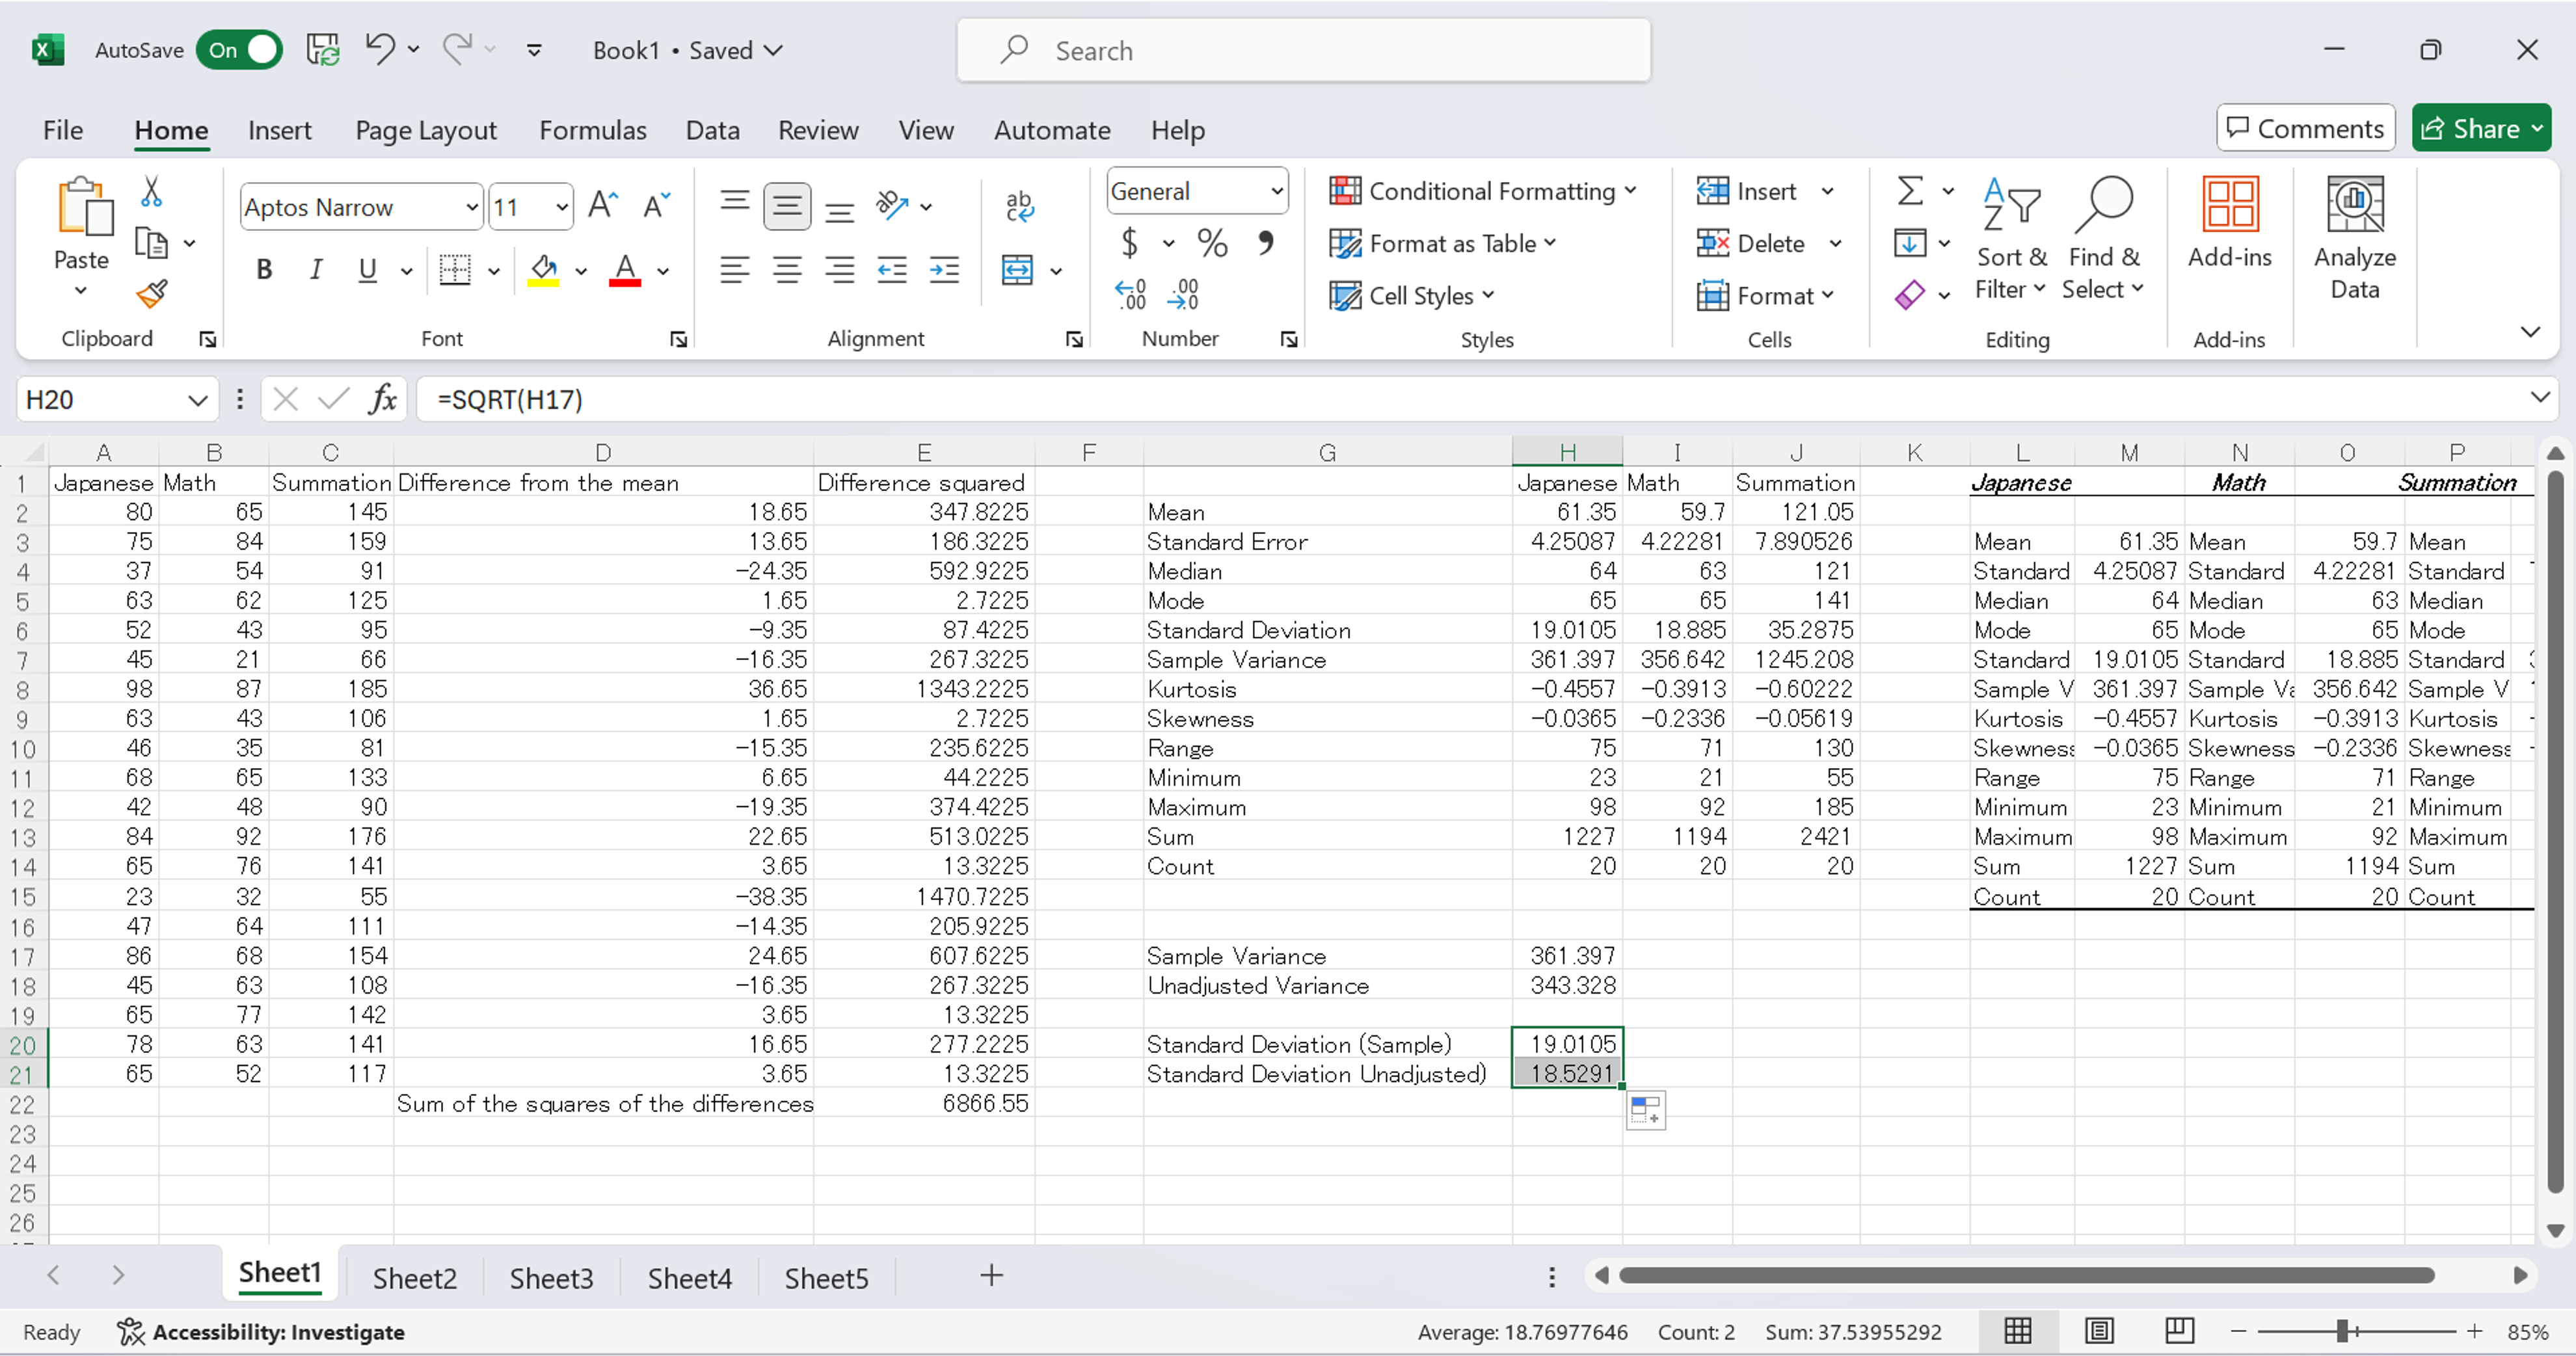 AutoSave On Book1 • Saved Search
File Home Insert Page Layout Formulas Data Review View Automate Help Comments Share
Paste Aptos Narrow 11 General Conditional Formatting Insert Sort & Filter Find & Select Add-ins Analyze Data
B I U A $ % Format as Table Delete
Cell Styles Format
Clipboard Font Alignment Number Styles Cells Editing Add-ins
H20 fx =SQRT(H17)
A B C D E F G H I J K L M N O P
1 Japanese Math Summation Difference from the mean Difference squared Japanese Math Summation Japanese Math Summation
2 80 65 145 18.65 347.8225 Mean 61.35 59.7 121.05
3 75 84 159 13.65 186.3225 Standard Error 4.25087 4.22281 7.890526 Mean 61.35 Mean 59.7 Mean
4 37 54 91 −24.35 592.9225 Median 64 63 121 Standard 4.25087 Standard 4.22281 Standard
5 63 62 125 1.65 2.7225 Mode 65 65 141 Median 64 Median 63 Median
6 52 43 95 −9.35 87.4225 Standard Deviation 19.0105 18.885 35.2875 Mode 65 Mode 65 Mode
7 45 21 66 −16.35 267.3225 Sample Variance 361.397 356.642 1245.208 Standard 19.0105 Standard 18.885 Standard
8 98 87 185 36.65 1343.2225 Kurtosis −0.4557 −0.3913 −0.60222 Sample V 361.397 Sample Va 356.642 Sample V
9 63 43 106 1.65 2.7225 Skewness −0.0365 −0.2336 −0.05619 Kurtosis −0.4557 Kurtosis −0.3913 Kurtosis
10 46 35 81 −15.35 235.6225 Range 75 71 130 Skewness −0.0365 Skewness −0.2336 Skewness
11 68 65 133 6.65 44.2225 Minimum 23 21 55 Range 75 Range 71 Range
12 42 48 90 −19.35 374.4225 Maximum 98 92 185 Minimum 23 Minimum 21 Minimum
13 84 92 176 22.65 513.0225 Sum 1227 1194 2421 Maximum 98 Maximum 92 Maximum
14 65 76 141 3.65 13.3225 Count 20 20 20 Sum 1227 Sum 1194 Sum
15 23 32 55 −38.35 1470.7225 Count 20 Count 20 Count
16 47 64 111 −14.35 205.9225
17 86 68 154 24.65 607.6225 Sample Variance 361.397
18 45 63 108 −16.35 267.3225 Unadjusted Variance 343.328
19 65 77 142 3.65 13.3225
20 78 63 141 16.65 277.2225 Standard Deviation (Sample) 19.0105
21 65 52 117 3.65 13.3225 Standard Deviation Unadjusted) 18.5291
22 Sum of the squares of the differences 6866.55
23
24
25
26
Sheet1 Sheet2 Sheet3 Sheet4 Sheet5
Ready Accessibility: Investigate Average: 18.76977646 Count: 2 Sum: 37.53955292 85%